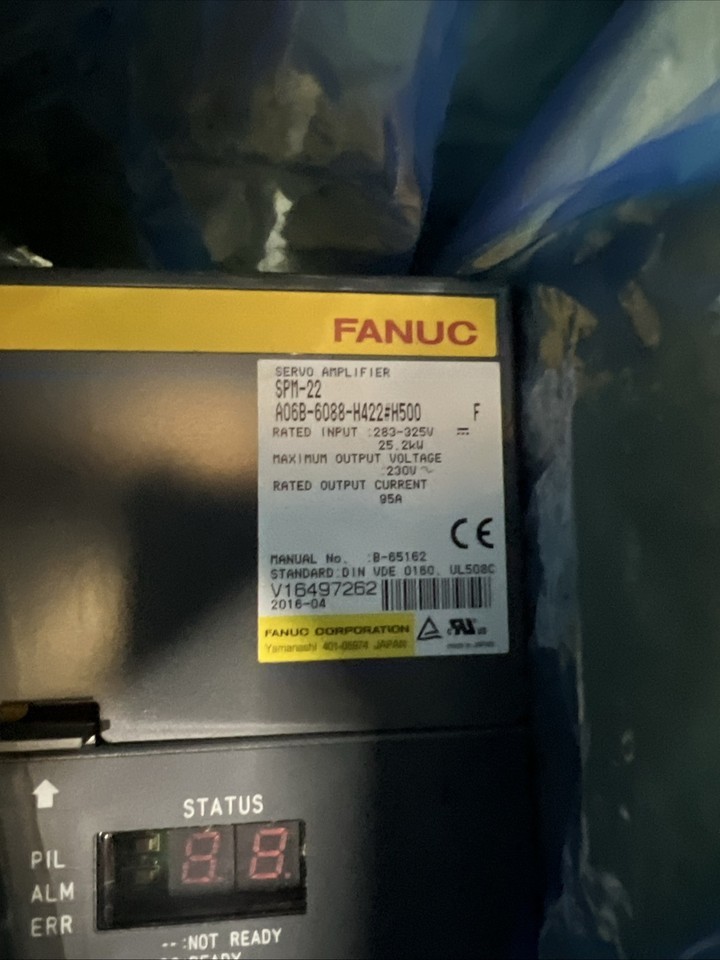 FANUC
SERVO AMPLIFIER
SPM-22
A06B-6088-H422#H500 F
RATED INPUT :283-325V
25.2kW
MAXIMUM OUTPUT VOLTAGE
:230V ~
RATED OUTPUT CURRENT
95A
CE
MANUAL No. :B-65162
STANDARD:DIN VDE 0160, UL508C
V16497262
2016-04
FANUC CORPORATION
Yamanashi JAPAN
STATUS
PIL
ALM
ERR
--:NOT READY